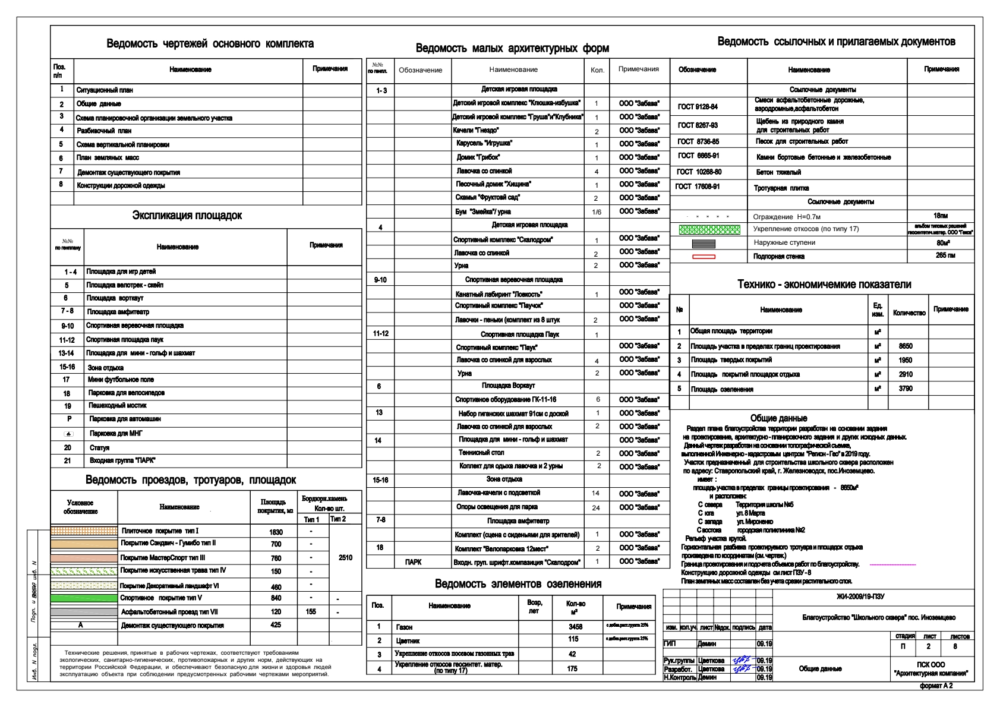 Ведомость чертежей основного комплекта
Поз. п/п Наименование Примечания
1 Ситуационный план
2 Общие данные
3 Схема планировочной организации земельного участка
4 Разбивочный план
5 Схема вертикальной планировки
6 План земляных масс
7 Демонтаж существующего покрытия
8 Конструкции дорожной одежды
Экспликация площадок
№№ по генплану Наименование Примечания
1 - 4 Площадка для игр детей
5 Площадка велотрек - скейп
6 Площадка ворткаут
7 - 8 Площадка амфитеатр
9-10 Спортивная веревочная площадка
11-12 Спортивная площадка паук
13-14 Площадка для мини - гольф и шахмат
15-16 Зона отдыха
17 Мини футбольное поле
18 Парковка для велосипедов
19 Пешеходный мостик
Р Парковка для автомашин
Парковка для МНГ
20 Статуя
21 Входная группа "ПАРК"
Ведомость проездов, тротуаров, площадок
Условное обозначение Наименование Площадь покрытия, м2 Бордюрн.камень Кол-во шт.
Тип 1 Тип 2
Плиточное покрытие тип I 1830 -
Покрытие Сэндвич - Гумибо тип II 700 -
Покрытие МастерСпорт тип III 760 - 2510
Покрытие искусственная трава тип IV 150 -
Покрытие Декоративный ландшафт VI 460 -
Спортивное покрытие тип V 840 -
Асфальтобетонный проезд тип VII 120 155 -
А Демонтаж существующего покрытия 425
Технические решения, принятые в рабочих чертежах, соответствуют требованиям
экологических, санитарно-гигиенических, противопожарных и других норм, действующих на
территории Российской Федерации, и обеспечивают безопасную для жизни и здоровья людей
эксплуатацию объекта при соблюдении предусмотренных рабочими чертежами мероприятий.
Инв. N подл.
Подп. и дата
инв. N
Ведомость малых архитектурных форм
№№ по генпл. Обозначение Наименование Кол. Примечания
1- 3 Детская игровая площадка
Детский игровой комплекс "Клюшка-избушка" 1 ООО "Забава"
Детский игровой комплекс "Груша"и"Клубника" 1 ООО "Забава"
Качели "Гнездо" 2 ООО "Забава"
Карусель "Игрушка" 1 ООО "Забава"
Домик "Грибок" 1 ООО "Забава"
Лавочка со спинкой 4 ООО "Забава"
Песочный домик "Хищина" 1 ООО "Забава"
Скамья "Фруктовй сад" 2 ООО "Забава"
Бум "Змейка"/ урна 1/6 ООО "Забава"
4 Детская игровая площадка
Спортивный комплекс "Скалодром" 1 ООО "Забава"
Лавочка со спинкой 2 ООО "Забава"
Урна 2 ООО "Забава"
9-10 Спортивная веревочная площадка
Канатный лабиринт "Ловкость" 1 ООО "Забава"
Спортивный комплекс "Паучок" ООО "Забава"
Лавочки - пеньки (комплект из 8 штук 2 ООО "Забава"
11-12 Спортивная площадка Паук 1
Спортивный комплекс "Паук" ООО "Забава"
Лавочка со спинкой для взрослых 4 ООО "Забава"
Урна 2 ООО "Забава"
6 Площадка Воркаут
Спортивное оборудование ГК-11-16 6 ООО "Забава"
13 Набор гиганских шахмат 91см с доской 1 ООО "Забава"
Лавочка со спинкой для взрослых 2 ООО "Забава"
14 Площадка для мини - гольф и шахмат ООО "Забава"
Теннисный стол 2 ООО "Забава"
Коплект для одыха лавочка и 2 урны 2 ООО "Забава"
15-16 Зона отдыха
Лавочка-качели с подсветкой 14 ООО "Забава"
Опоры освещения для парка 24 ООО "Забава"
7-8 Площадка амфитеатр
Комплект (сцена с сиденьями для зрителей) 1 ООО "Забава"
18 Комплект "Велопарковка 12мест" 2 ООО "Забава"
ПАРК Входн. груп. шрифт.компазиция "Скалодром" 1 ООО "Забава"
Ведомость элементов озеленения
Поз. Наименование Возр, лет Кол-во м² Примечания
1 Газон 3458 с добав.раст.грунта 25%
2 Цветник 115 с добав.раст.грунта 25%
3 Укрепление откосов посевом газонных трав 42
4 Укрепление откосов геосинтет. матер. (по типу 17) 175
Ведомость ссылочных и прилагаемых документов
Обозначение Наименование Примечания
Ссылочные документы
ГОСТ 9128-84 Смеси асфальтобетонные дорожные, аэродромные,асфальтобетон
ГОСТ 8267-93 Щебень из природного камня для строительных работ
ГОСТ 8736-85 Песок для строительных работ
ГОСТ 6665-91 Камни бортовые бетонные и железобетонные
ГОСТ 10268-80 Бетон тяжелый
ГОСТ 17608-91 Тротуарная плитка
Ссылочные документы
Ограждение Н=0.7м 18пм
Укрепление откосов (по типу 17) альбом типовых решений геосинтетич.матер. ООО "Гекса"
Наружные ступени 80м²
Подпорная стенка 265 пм
Технико - экономичемкие показатели
№ Наименование Ед. изм. Количество Примечание
1 Общая площадь территории м²
2 Площадь участка в пределах границ проектирования м² 8650
3 Площадь твердых покрытий м² 1950
4 Площадь покрытий площадок отдыха м² 2910
5 Площадь озеленения м² 3790
Общие данные
Раздел плана благоустройства территории разработан на основании задания
на проектирование, архитектурно - планировочного задания и других исходных данных.
Данный чертеж разработан на основании топографической съемке,
выполненной Инженерно - кадастровым центром "Регион - Гео" в 2019 году.
Участок предназначенный для строительства школьного сквера расположен
по адресу: Ставропольский край, г. Железноводск, пос.Иноземцево.
имеет :
площадь участка в пределах границы проектирования - 8650м²
и расположен:
С севера Территория школы №5
С юга ул. 8 Марта
С запада ул. Мироненко
С востока городская поликлиника №2
Рельеф участка крутой.
Горизонтальная разбивка проектируемого тротуара и площадок отдыха
произведена по координатам (см. чертеж.)
Граница проектирования и подсчета объемов работ по благоустройству.
Конструкцию дорожной одежды см лист ПЗУ - 8
План земляных масс составлен без учета срезки растительного слоя.
ЖИ-2009/19-ПЗУ
Благоустройство "Школьного сквера" пос. Иноземцево
изм. кол.уч. лист №док. подпись дата
стадия лист листов
П 2 8
ГИП Демин 09.19
Рук.группы Цветкова 09.19
Разработ. Цветкова 09.19
Н.Контроль Демин 09.19
Общие данные
ПСК ООО
"Архитектурная компания"
формат А 2